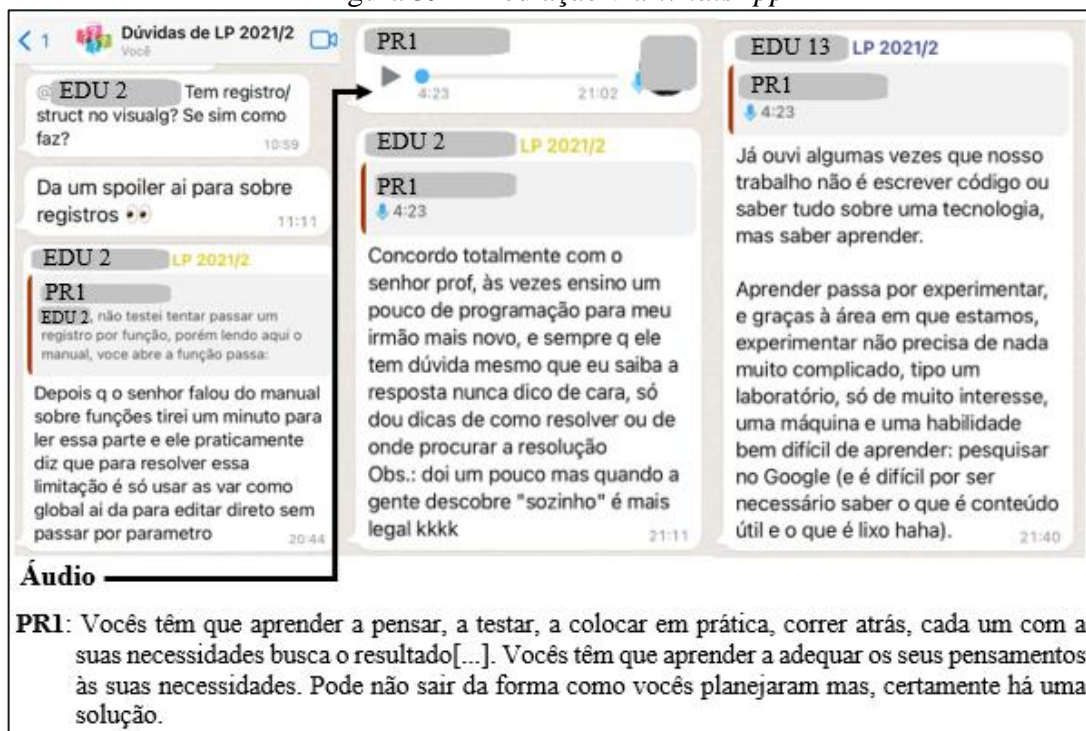 1
Dúvidas de LP 2021/2
Você
@ EDU 2 Tem registro/
struct no visualg? Se sim como
faz?
10:59
Da um spoiler ai para sobre
registros 👀
11:11
EDU 2 LP 2021/2
PR1
EDU 2, não testei tentar passar um
registro por função, porém lendo aqui o
manual, voce abre a função passa:
Depois q o senhor falou do manual
sobre funções tirei um minuto para
ler essa parte e ele praticamente
diz que para resolver essa
limitação é só usar as var como
global ai da para editar direto sem
passar por parametro
20:44
PR1
4:23 21:02
EDU 2 LP 2021/2
PR1
4:23
Concordo totalmente com o
senhor prof, às vezes ensino um
pouco de programação para meu
irmão mais novo, e sempre q ele
tem dúvida mesmo que eu saiba a
resposta nunca dico de cara, só
dou dicas de como resolver ou de
onde procurar a resolução
Obs.: doi um pouco mas quando a
gente descobre "sozinho" é mais
legal kkkk
21:11
EDU 13 LP 2021/2
PR1
4:23
Já ouvi algumas vezes que nosso
trabalho não é escrever código ou
saber tudo sobre uma tecnologia,
mas saber aprender.
Aprender passa por experimentar,
e graças à área em que estamos,
experimentar não precisa de nada
muito complicado, tipo um
laboratório, só de muito interesse,
uma máquina e uma habilidade
bem difícil de aprender: pesquisar
no Google (e é difícil por ser
necessário saber o que é conteúdo
útil e o que é lixo haha).
21:40
Áudio
PR1: Vocês têm que aprender a pensar, a testar, a colocar em prática, correr atrás, cada um com a
suas necessidades busca o resultado[...]. Vocês têm que aprender a adequar os seus pensamentos
às suas necessidades. Pode não sair da forma como vocês planejaram mas, certamente há uma
solução.